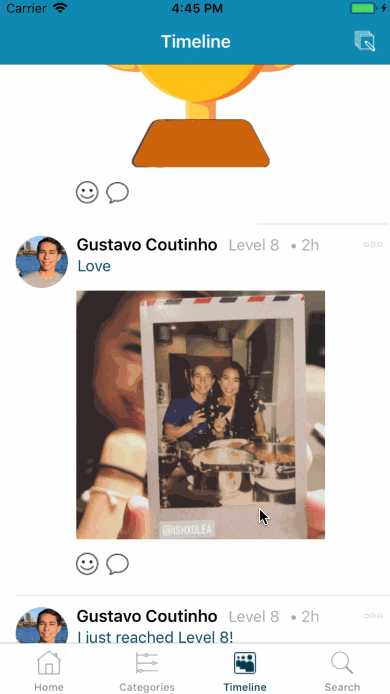 Carrier 4:45 PM
Timeline
Gustavo Coutinho Level 8 • 2h
Love
@ISHXOLEA
Gustavo Coutinho Level 8 • 2h
I just reached Level 8!
Home Categories Timeline Search